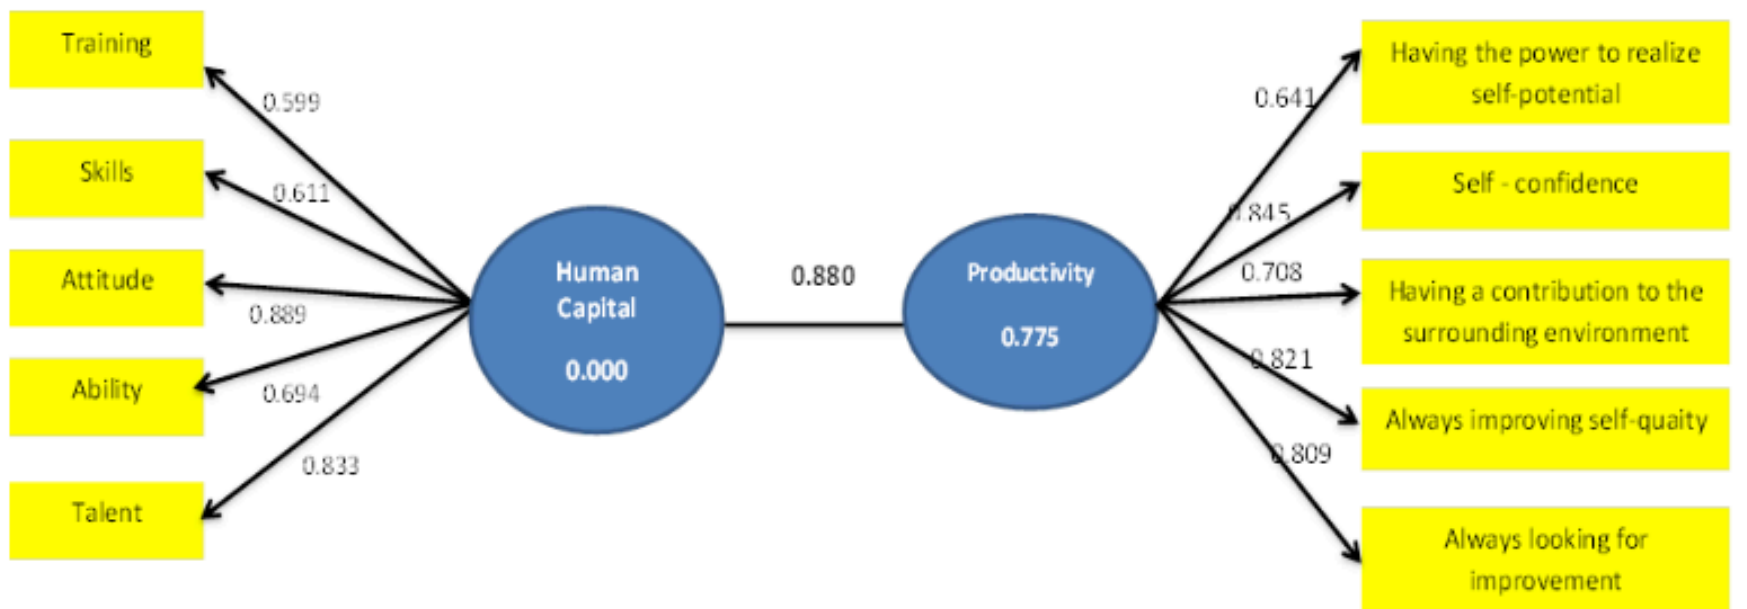 Training
0.599
Skills
0.611
Attitude
0.889
Ability
0.694
Talent
0.833
Human
Capital
0.000
0.880
Productivity
0.775
0.641
Having the power to realize
self-potential
0.845
Self - confidence
0.708
Having a contribution to the
surrounding environment
0.821
Always improving self-quaity
0.809
Always looking for
improvement